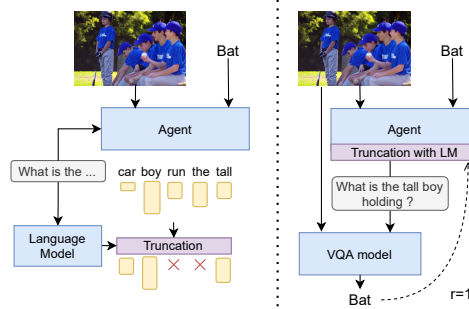 Bat
Agent
What is the ...
car boy run the tall
Language
Model
Truncation
Bat
Agent
Truncation with LM
What is the tall boy
holding ?
VQA model
Bat
r=1